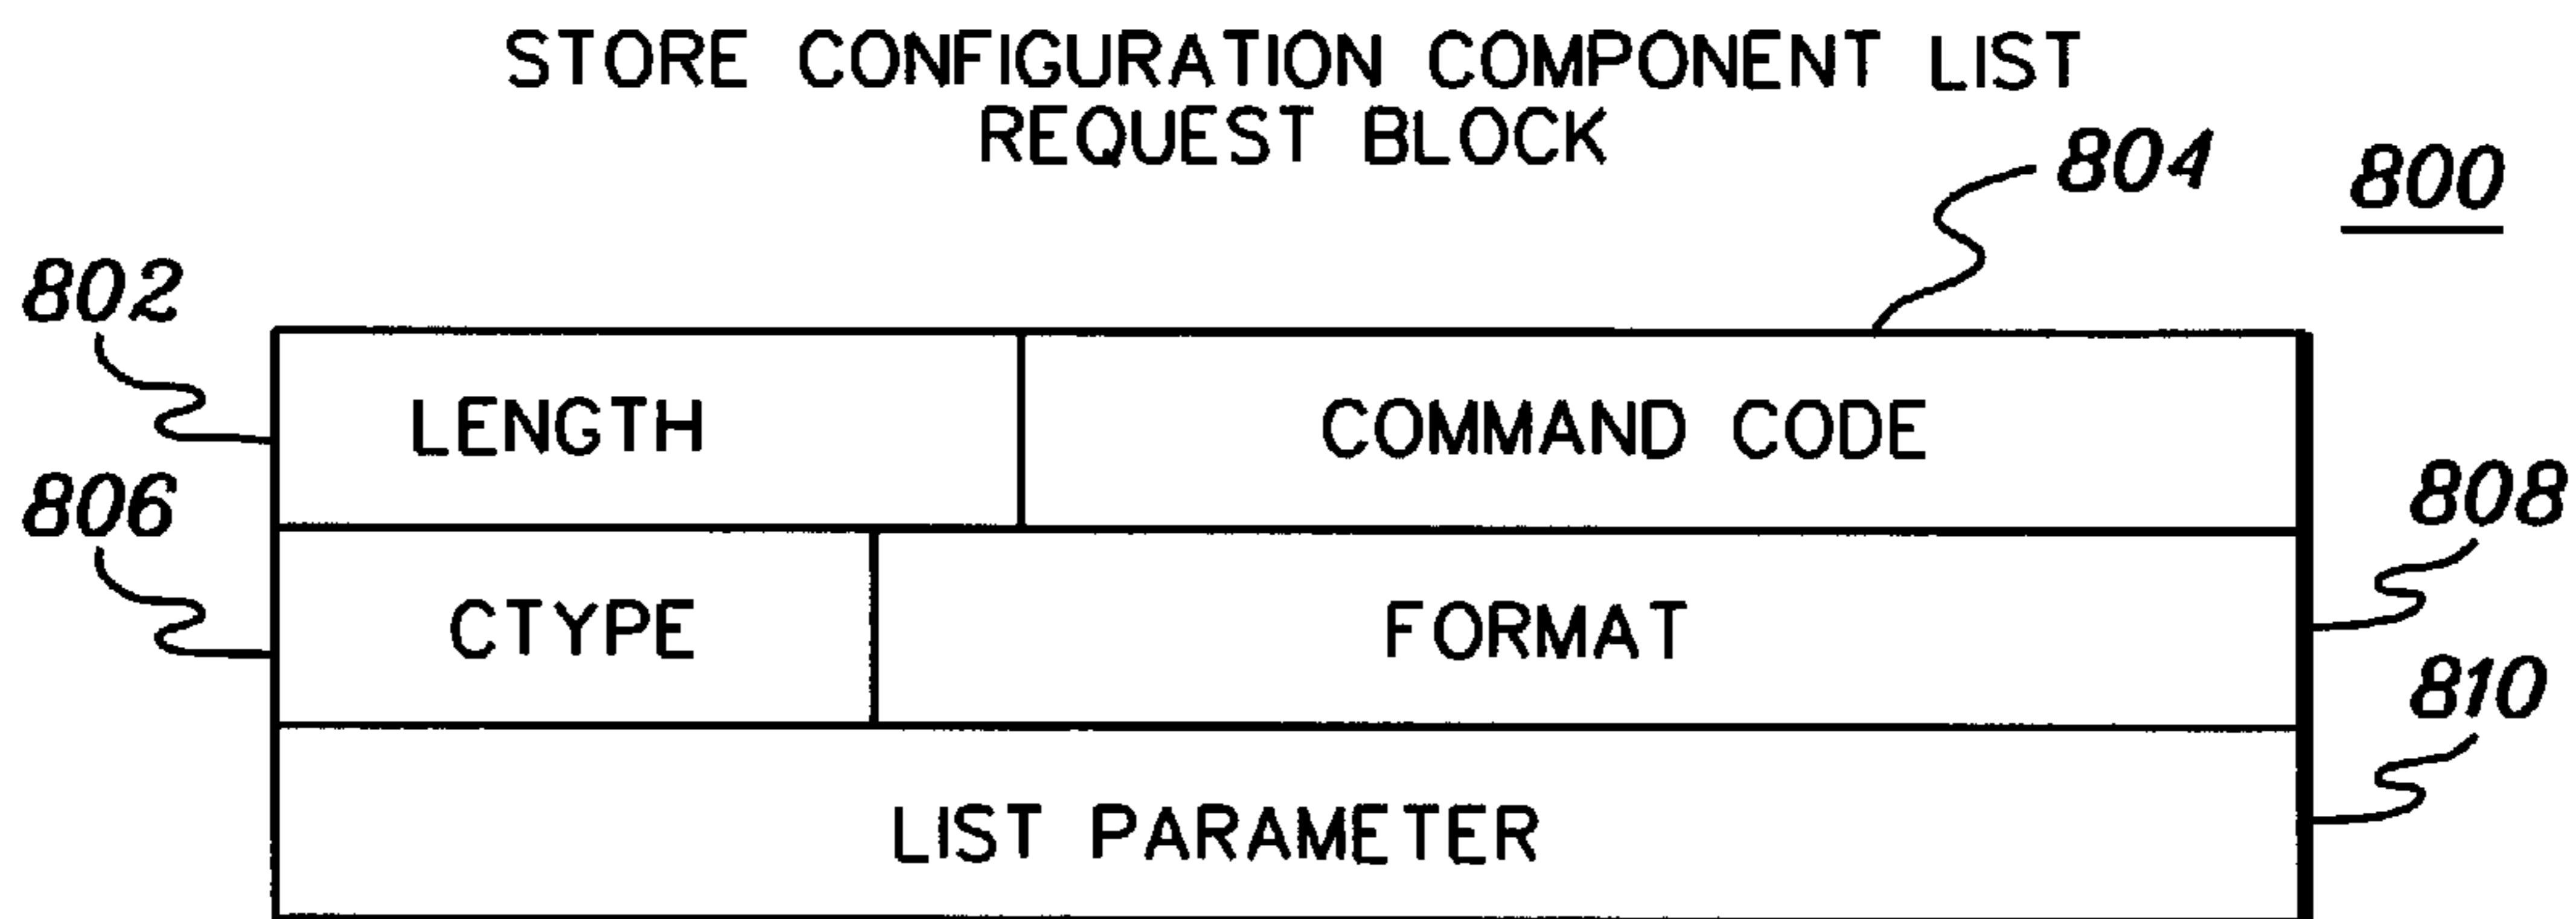 STORE CONFIGURATION COMPONENT LIST
REQUEST BLOCK
804
800
802
LENGTH
COMMAND CODE
806
808
CTYPE
FORMAT
810
LIST PARAMETER